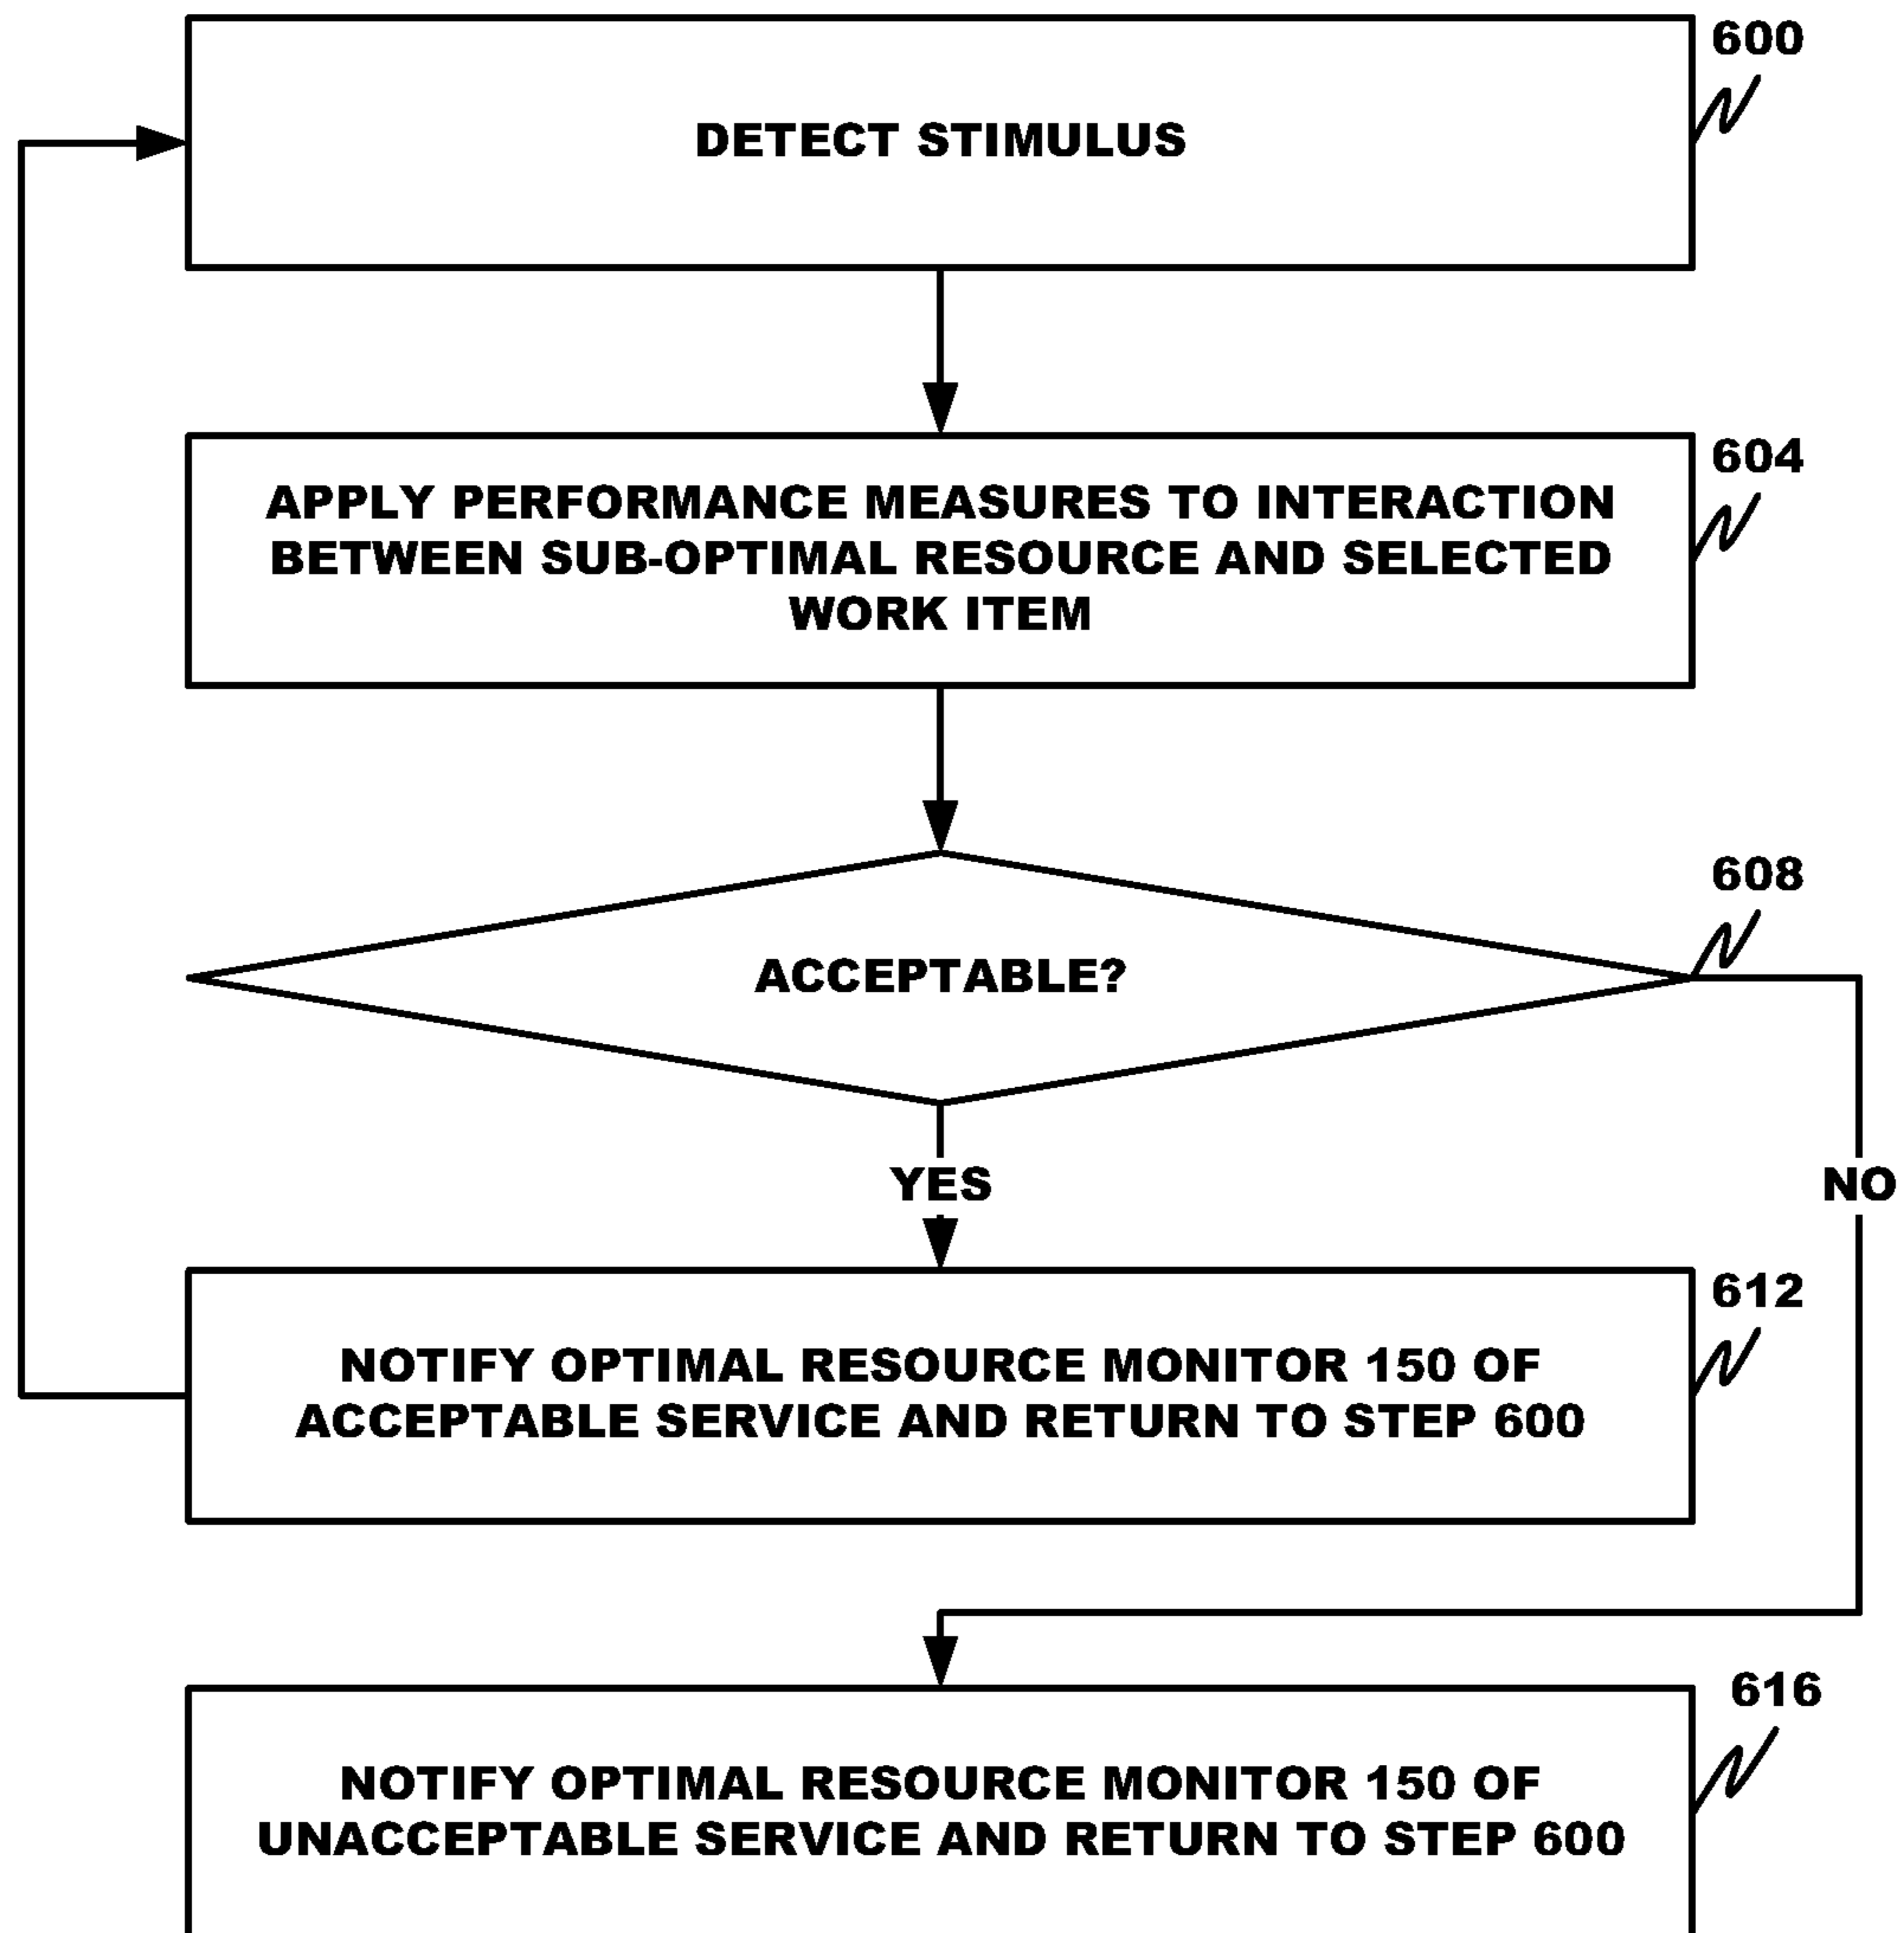 600
DETECT STIMULUS
604
APPLY PERFORMANCE MEASURES TO INTERACTION
BETWEEN SUB-OPTIMAL RESOURCE AND SELECTED
WORK ITEM
608
ACCEPTABLE?
YES
NO
612
NOTIFY OPTIMAL RESOURCE MONITOR 150 OF
ACCEPTABLE SERVICE AND RETURN TO STEP 600
616
NOTIFY OPTIMAL RESOURCE MONITOR 150 OF
UNACCEPTABLE SERVICE AND RETURN TO STEP 600